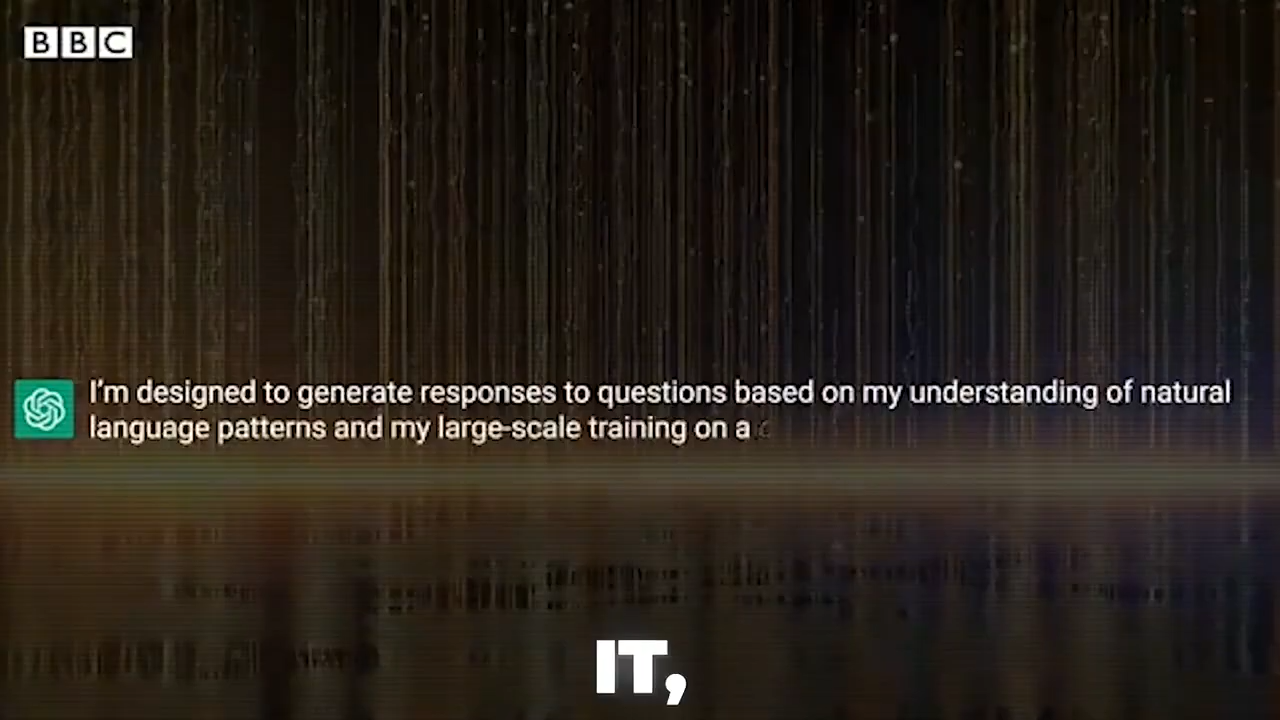 BBC
I'm designed to generate responses to questions based on my understanding of natural
language patterns and my large-scale training on a
IT,